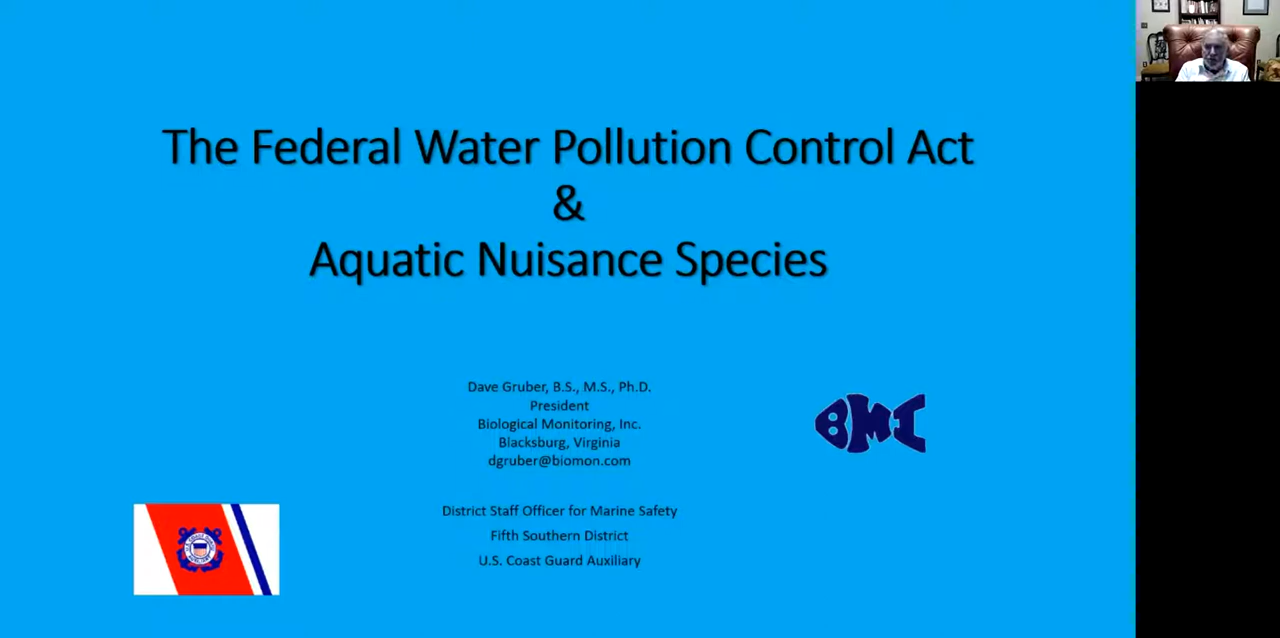 The Federal Water Pollution Control Act
&
Aquatic Nuisance Species
Dave Gruber, B.S., M.S., Ph.D.
President
Biological Monitoring, Inc.
Blacksburg, Virginia
dgruber@biomon.com
BMI
District Staff Officer for Marine Safety
Fifth Southern District
U.S. Coast Guard Auxiliary